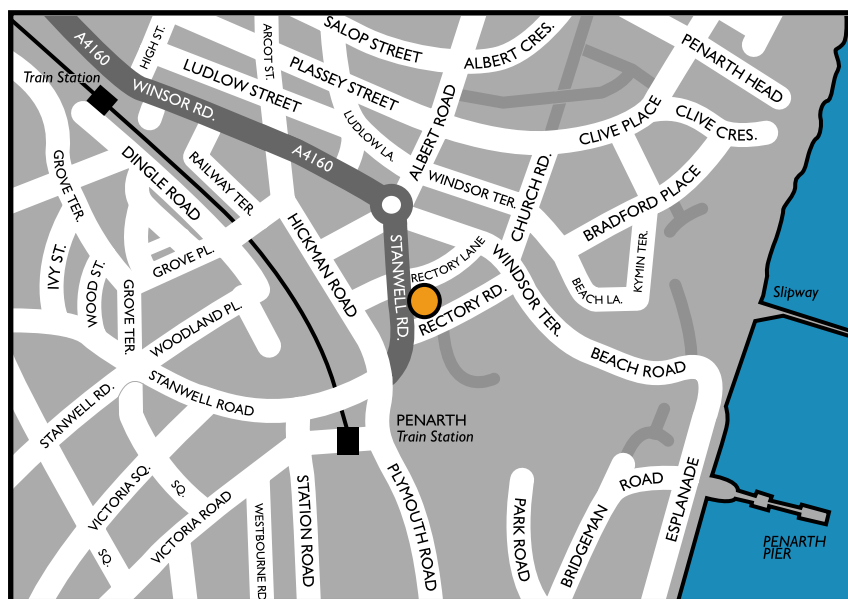 SALOP STREET
ALBERT CRES.
PENARTH HEAD
A4160
HIGH ST.
ARCOT ST.
Train Station
LUDLOW STREET
PLASSEY STREET
WINSOR RD.
ALBERT ROAD
CLIVE PLACE
CLIVE CRES.
LUDLOW LA.
A4160
DINGLE ROAD
RAILWAY TER.
GROVE TER.
WINDSOR TER.
CHURCH RD.
BRADFORD PLACE
HICKMAN ROAD
STANWELL RD.
RECTORY LANE
GROVE PL.
IVY ST.
WOOD ST.
GROVE TER.
WINDSOR TER.
BEACH LA.
KYMIN TER.
Slipway
RECTORY RD.
WOODLAND PL.
BEACH ROAD
STANWELL ROAD
STANWELL RD.
PENARTH
Train Station
VICTORIA SQ.
SQ.
SQ.
VICTORIA ROAD
WESTBOURNE RD
STATION ROAD
PLYMOUTH ROAD
PARK ROAD
BRIDGEMAN
ROAD
ESPLANADE
PENARTH
PIER